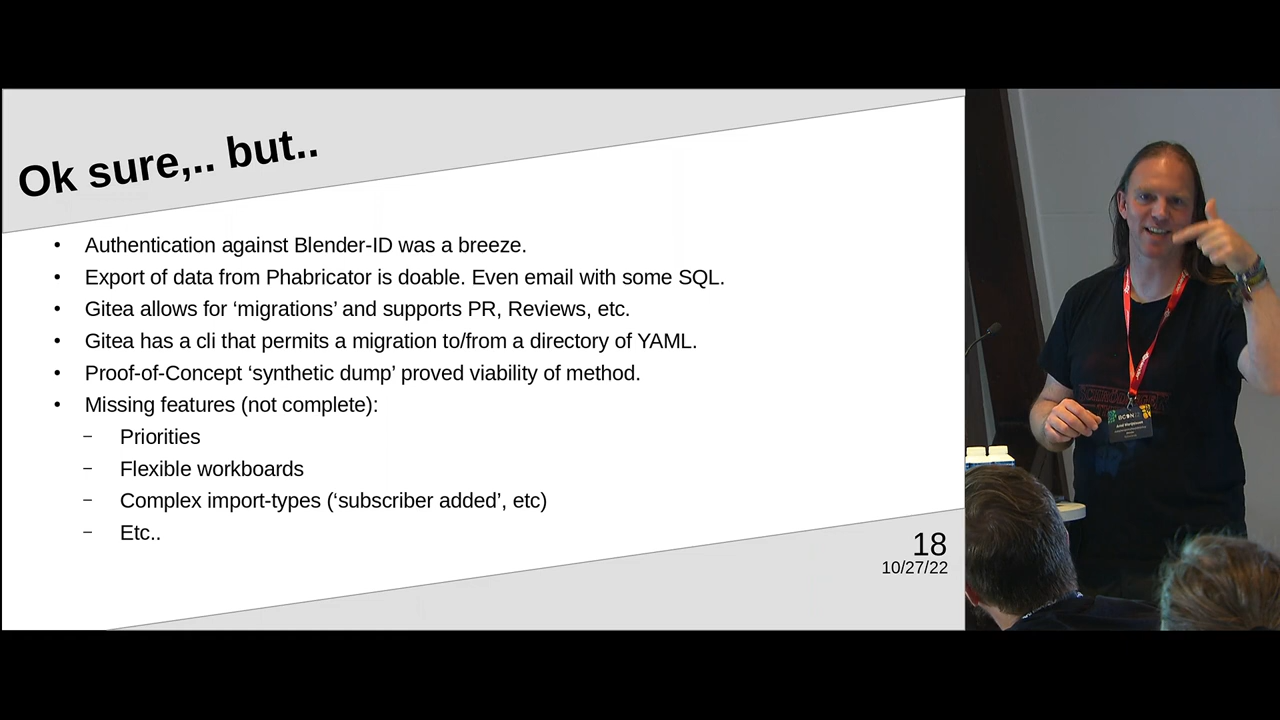 Ok sure,.. but..
• Authentication against Blender-ID was a breeze.
• Export of data from Phabricator is doable. Even email with some SQL.
• Gitea allows for ‘migrations’ and supports PR, Reviews, etc.
• Gitea has a cli that permits a migration to/from a directory of YAML.
• Proof-of-Concept ‘synthetic dump’ proved viability of method.
• Missing features (not complete):
– Priorities
– Flexible workboards
– Complex import-types (‘subscriber added’, etc)
– Etc..
18
10/27/22